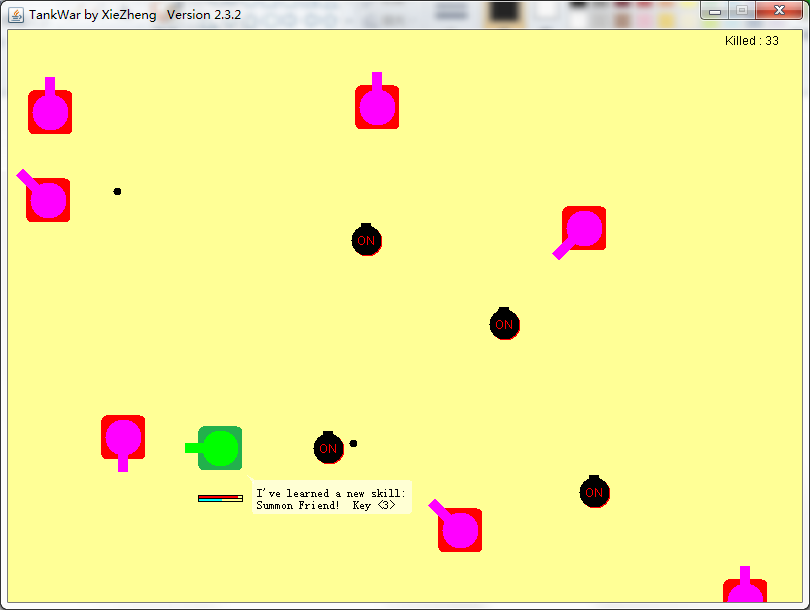 TankWar by XieZheng Version 2.3.2
Killed : 33
ON
ON
ON
I've learned a new skill:
Summon Friend! Key <3>
ON